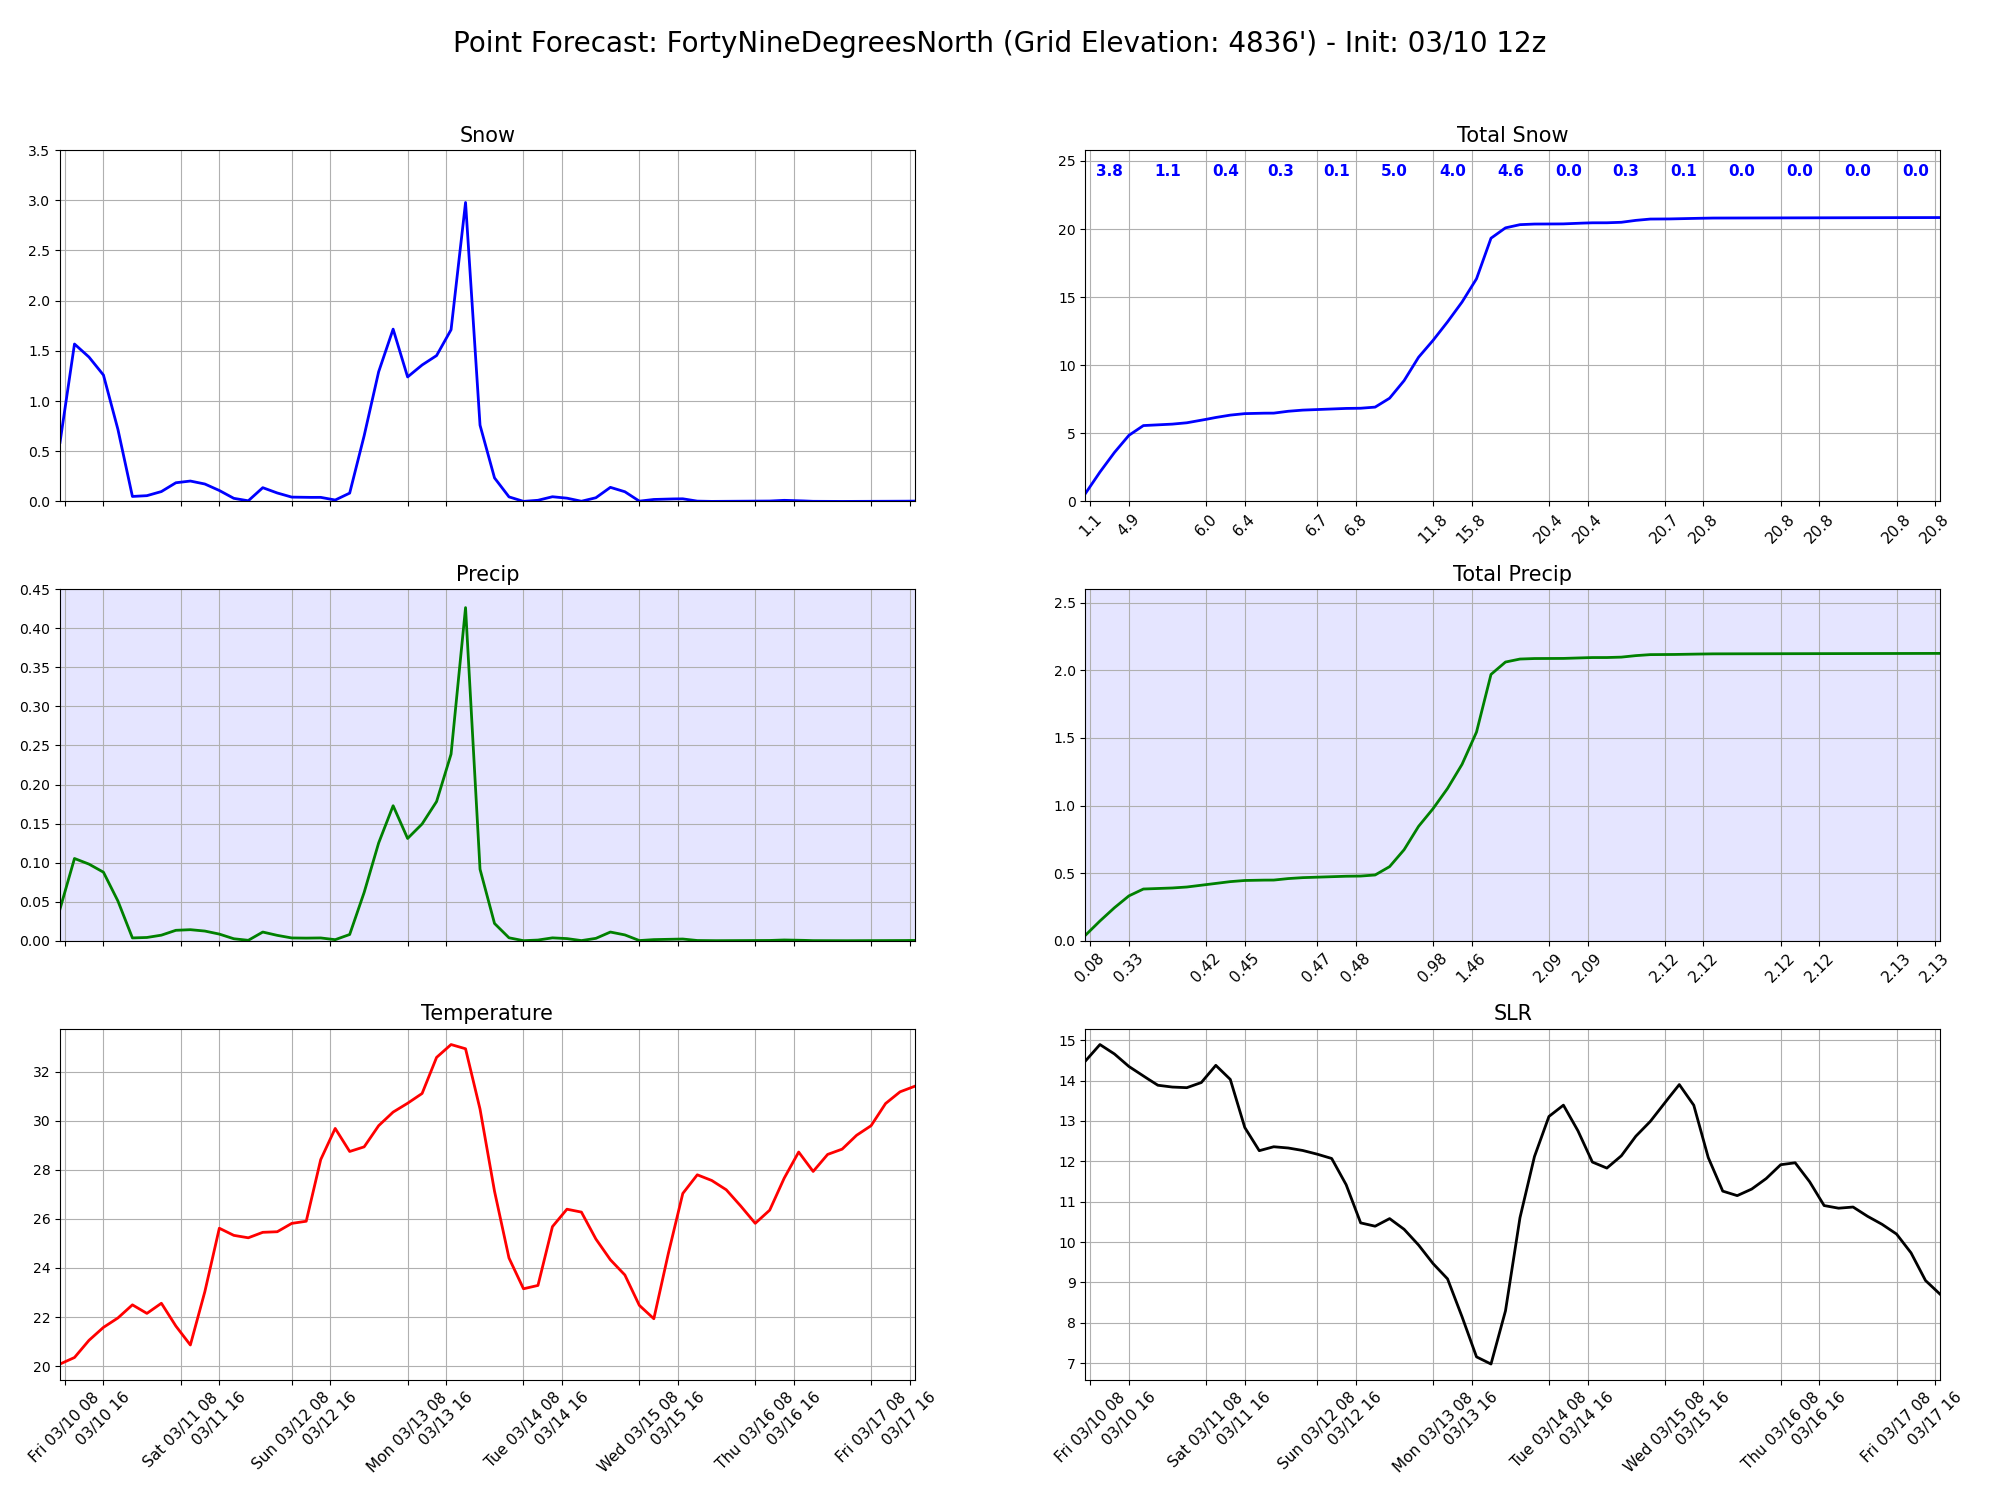 Point Forecast: FortyNineDegreesNorth (Grid Elevation: 4836') - Init: 03/10 12z
Snow
3.5
3.0
2.5
2.0
1.5
1.0
0.5
0.0
Total Snow
25
20
15
10
5
0
3.8 1.1 0.4 0.3 0.1 5.0 4.0 4.6 0.0 0.3 0.1 0.0 0.0 0.0 0.0
1.1 4.9 6.0 6.4 6.7 6.8 11.8 15.8 20.4 20.4 20.7 20.8 20.8 20.8 20.8 20.8
Precip
0.45
0.40
0.35
0.30
0.25
0.20
0.15
0.10
0.05
0.00
Total Precip
2.5
2.0
1.5
1.0
0.5
0.0
0.08 0.33 0.42 0.45 0.47 0.48 0.98 1.46 2.09 2.09 2.12 2.12 2.12 2.12 2.13 2.13
Temperature
32
30
28
26
24
22
20
Fri 03/10 08
03/10 16
Sat 03/11 08
03/11 16
Sun 03/12 08
03/12 16
Mon 03/13 08
03/13 16
Tue 03/14 08
03/14 16
Wed 03/15 08
03/15 16
Thu 03/16 08
03/16 16
Fri 03/17 08
03/17 16
SLR
15
14
13
12
11
10
9
8
7
Fri 03/10 08
03/10 16
Sat 03/11 08
03/11 16
Sun 03/12 08
03/12 16
Mon 03/13 08
03/13 16
Tue 03/14 08
03/14 16
Wed 03/15 08
03/15 16
Thu 03/16 08
03/16 16
Fri 03/17 08
03/17 16